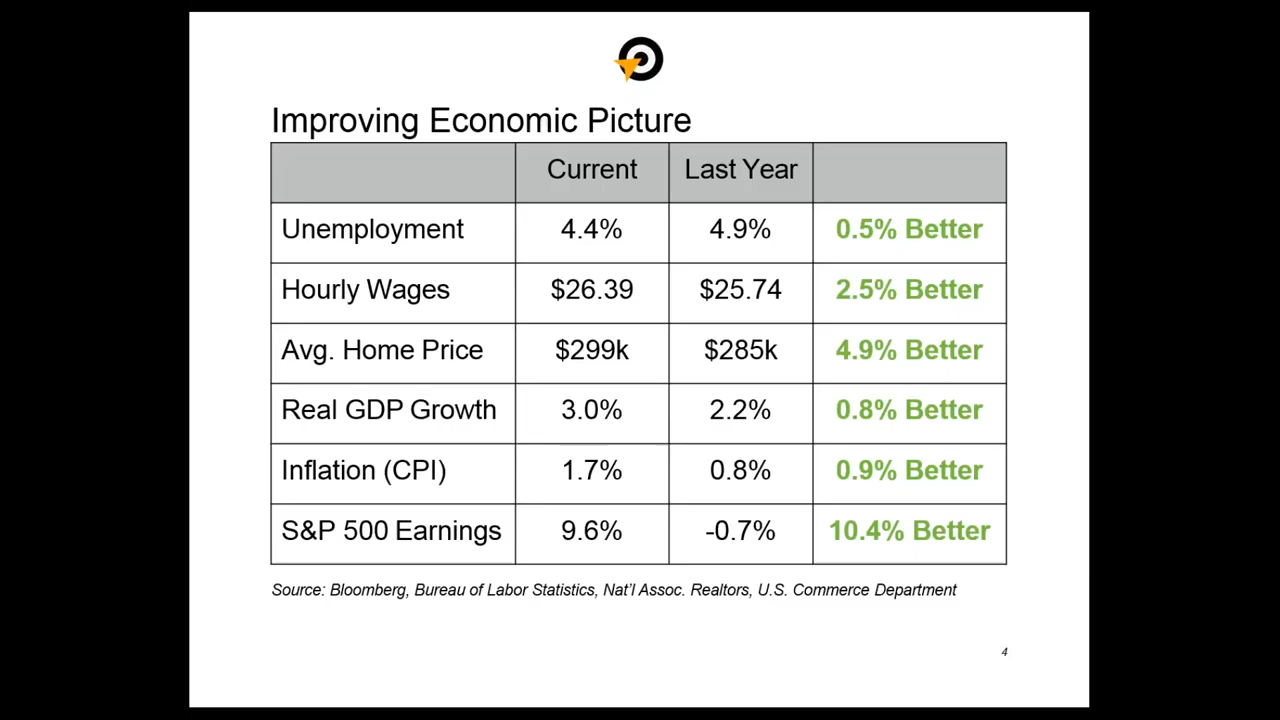 Improving Economic Picture
Current Last Year
Unemployment 4.4% 4.9% 0.5% Better
Hourly Wages $26.39 $25.74 2.5% Better
Avg. Home Price $299k $285k 4.9% Better
Real GDP Growth 3.0% 2.2% 0.8% Better
Inflation (CPI) 1.7% 0.8% 0.9% Better
S&P 500 Earnings 9.6% -0.7% 10.4% Better
Source: Bloomberg, Bureau of Labor Statistics, Nat’l Assoc. Realtors, U.S. Commerce Department
4